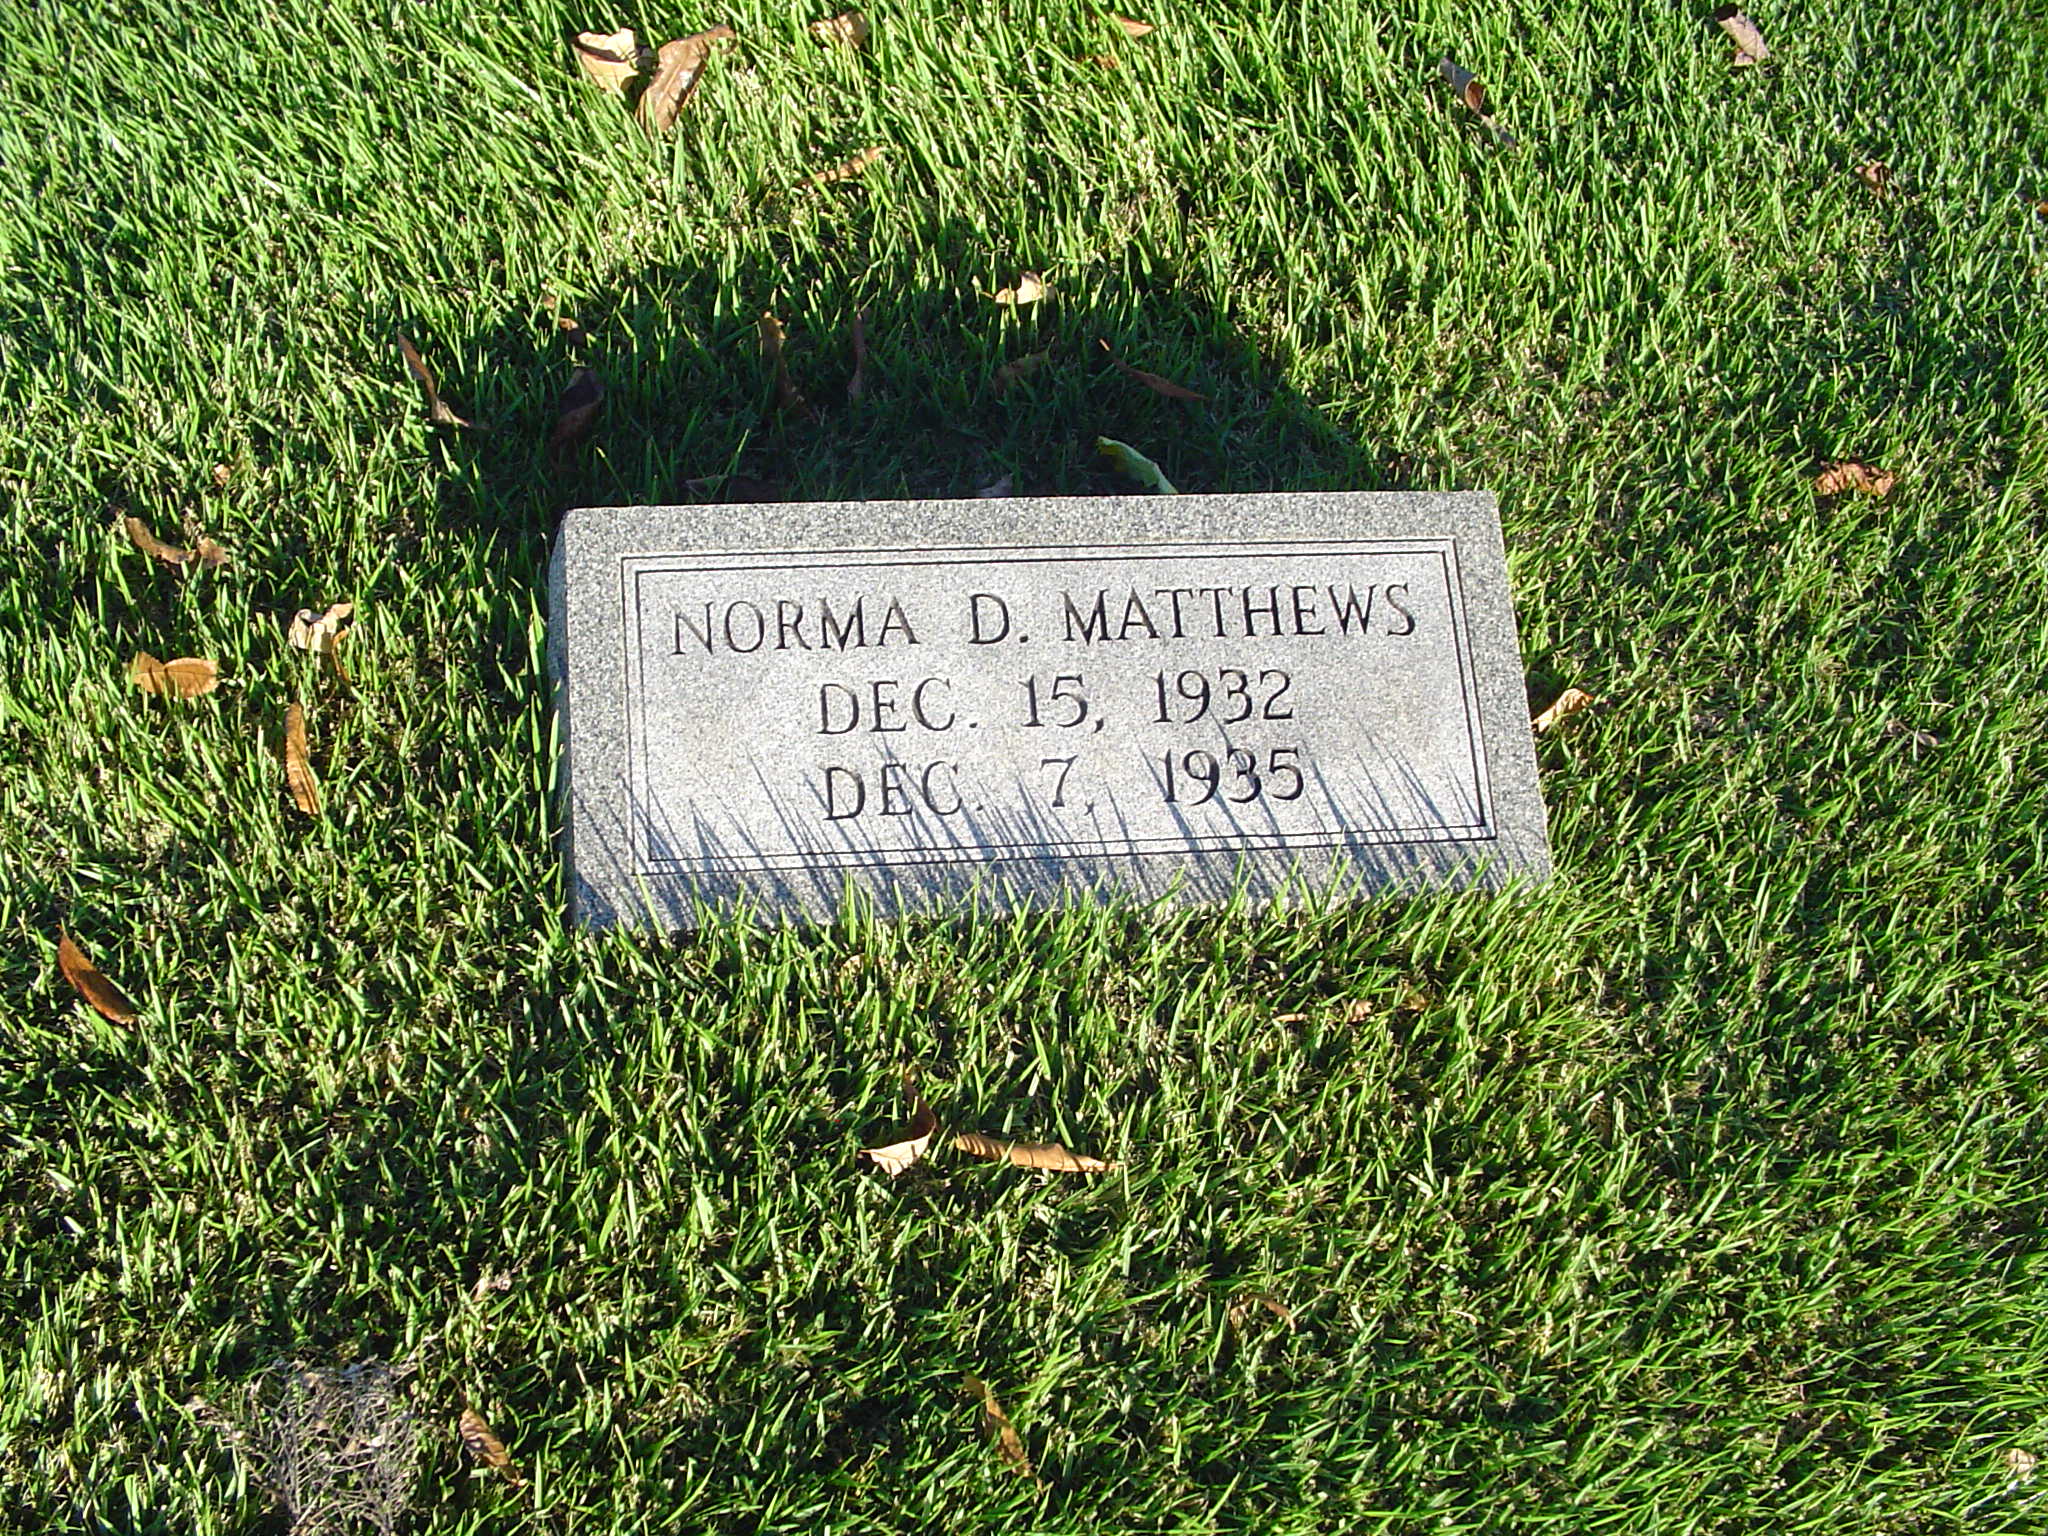 NORMA D. MATTHEWS
DEC. 15, 1932
DEC. 7, 1935